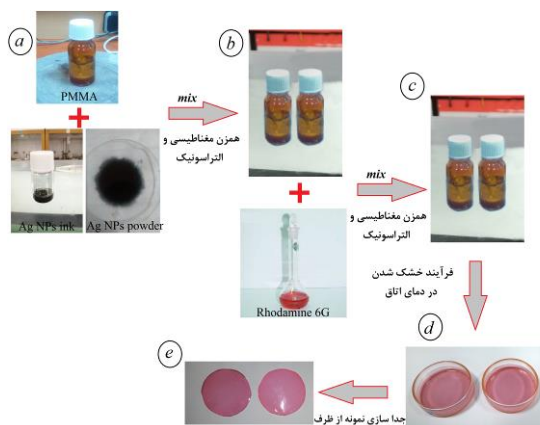 a
PMMA
+
Ag NPs ink
Ag NPs powder
mix
همزن مغناطیسی و
التراسونیک
b
+
Rhodamine 6G
mix
همزن مغناطیسی و
التراسونیک
c
فرآیند خشک شدن
در دمای اتاق
d
جدا سازی نمونه از ظرف
e